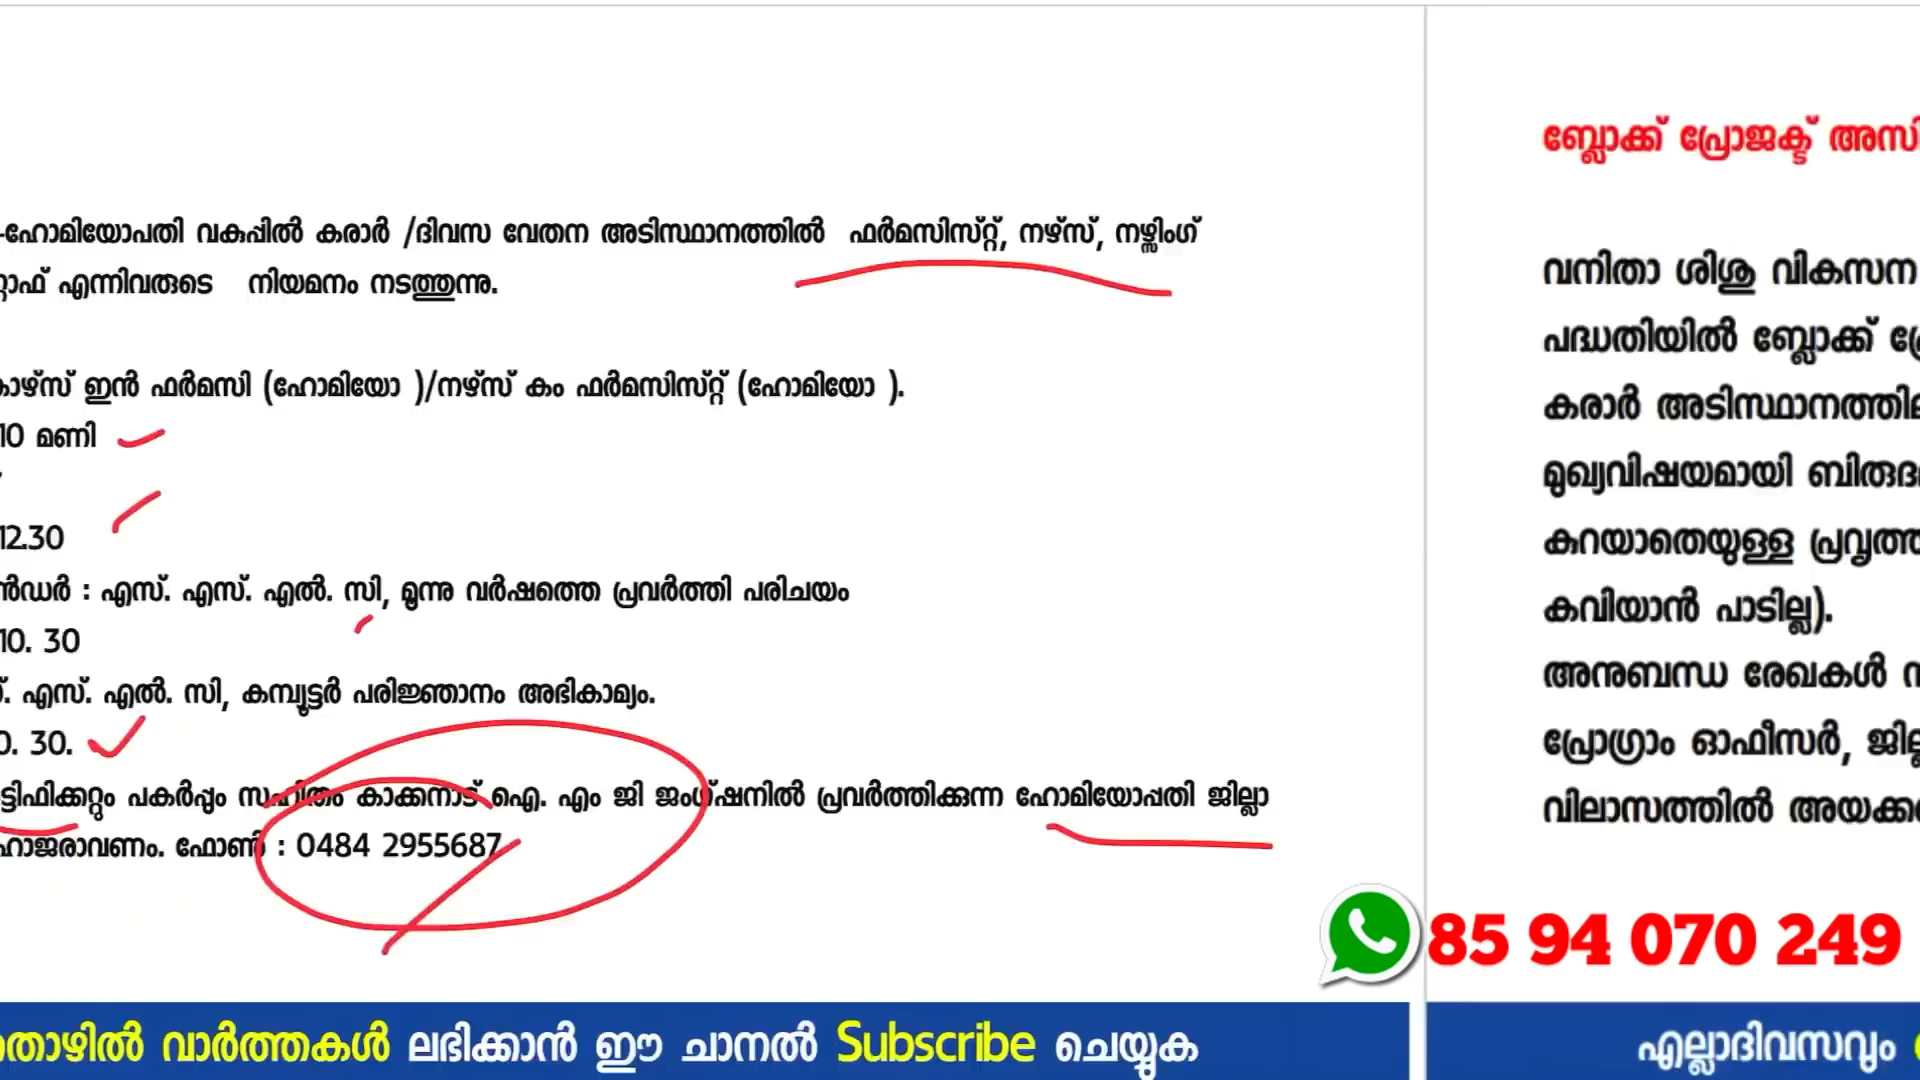 -ഹോമിയോപതി വകുപ്പിൽ കരാർ /ദിവസ വേതന അടിസ്ഥാനത്തിൽ ഫർമസിസ്റ്റ്, നഴ്സ്, നഴ്സിംഗ്
റ്റാഫ് എന്നിവരുടെ നിയമനം നടത്തുന്നു.
കാഴ്സ് ഇൻ ഫർമസി (ഹോമിയോ )/നഴ്സ് കം ഫർമസിസ്റ്റ് (ഹോമിയോ ).
10 മണി
12.30
ൻഡർ : എസ്. എസ്. എൽ. സി, മൂന്നു വർഷത്തെ പ്രവർത്തി പരിചയം
10. 30
എസ്. എൽ. സി, കമ്പ്യൂട്ടർ പരിജ്ഞാനം അഭികാമ്യം.
0. 30.
ട്ടിഫിക്കറ്റും പകർപ്പും സഹിതം കാക്കനാട് ഐ. എം ജി ജംഗ്ഷനിൽ പ്രവർത്തിക്കുന്ന ഹോമിയോപ്പതി ജില്ലാ
ഹാജരാവണം. ഫോൺ : 0484 2955687
ബ്ലോക്ക് പ്രോജക്ട് അസി
വനിതാ ശിശു വികസന
പദ്ധതിയിൽ ബ്ലോക്ക് പ്രേ
കരാർ അടിസ്ഥാനത്തില
മുഖ്യവിഷയമായി ബിരുദ
കുറയാതെയുള്ള പ്രവൃത്ത
കവിയാൻ പാടില്ല).
അനുബന്ധ രേഖകൾ
പ്രോഗ്രാം ഓഫീസർ, ജില്ല
വിലാസത്തിൽ അയക്ക
85 94 070 249
തൊഴിൽ വാർത്തകൾ ലഭിക്കാൻ ഈ ചാനൽ Subscribe ചെയ്യുക
എല്ലാദിവസവും